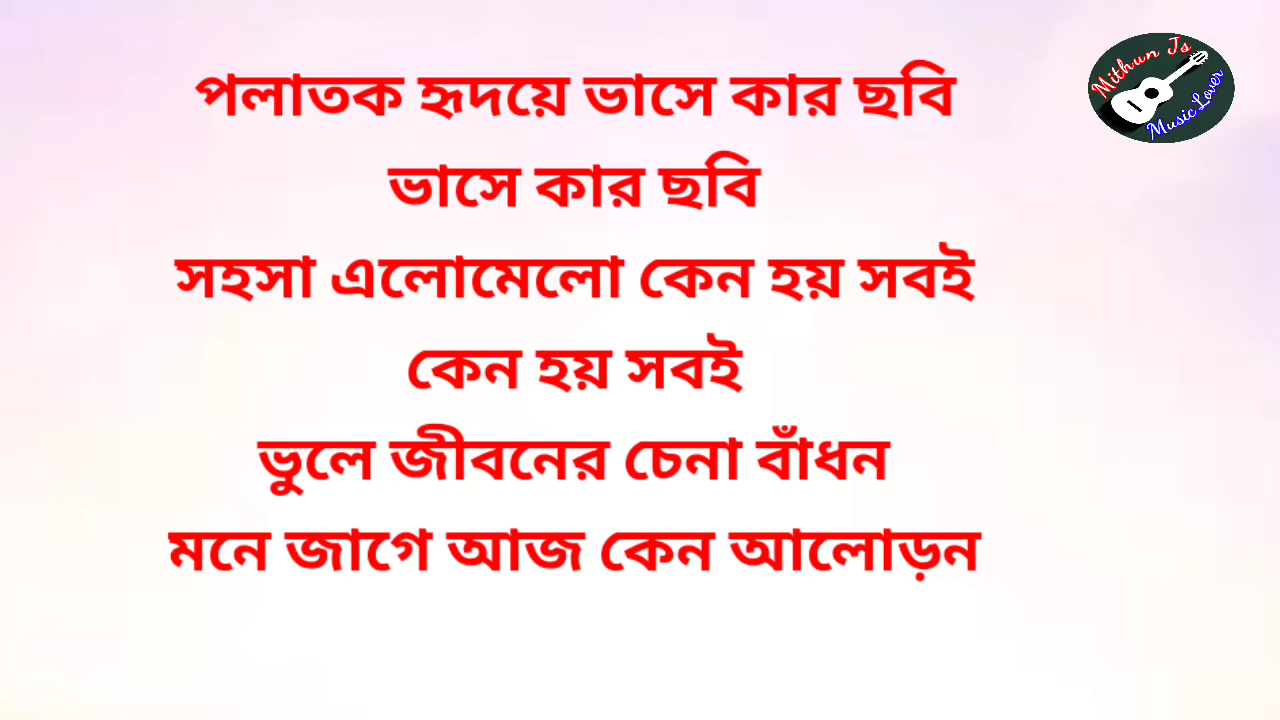 পলাতক হৃদয়ে ভাসে কার ছবি
ভাসে কার ছবি
সহসা এলোমেলো কেন হয় সবই
কেন হয় সবই
ভুলে জীবনের চেনা বাঁধন
মনে জাগে আজ কেন আলোড়ন
Mithun Is
Music Lover